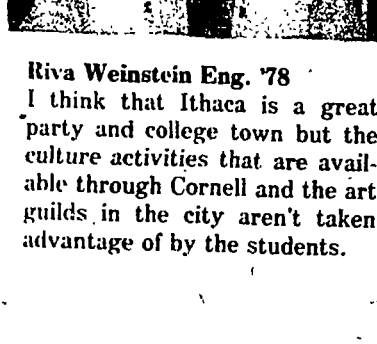 Riva Weinstein Eng. '78
I think that Ithaca is a great
party and college town but the
culture activities that are avail-
able through Cornell and the art
guilds in the city aren't taken
advantage of by the students.